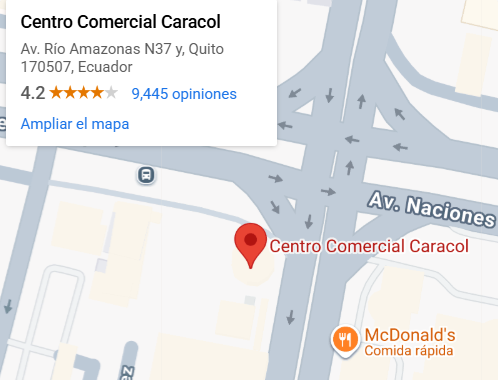 Centro Comercial Caracol
Av. Río Amazonas N37 y, Quito
170507, Ecuador
4.2 9,445 opiniones
Ampliar el mapa
Av. Naciones
Centro Comercial Caracol
McDonald's
Comida rápida